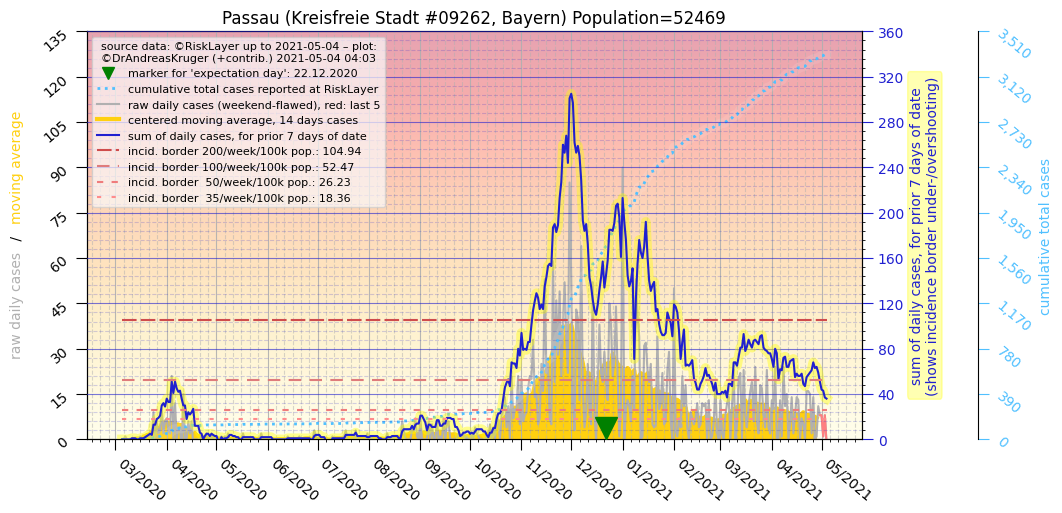 Passau (Kreisfreie Stadt #09262, Bayern) Population=52469
source data: ©RiskLayer up to 2021-05-04 – plot:
©DrAndreasKruger (+contrib.) 2021-05-04 04:03
marker for 'expectation day': 22.12.2020
cumulative total cases reported at RiskLayer
raw daily cases (weekend-flawed), red: last 5
centered moving average, 14 days cases
sum of daily cases, for prior 7 days of date
incid. border 200/week/100k pop.: 104.94
incid. border 100/week/100k pop.: 52.47
incid. border  50/week/100k pop.: 26.23
incid. border  35/week/100k pop.: 18.36
raw daily cases / moving average
135
120
105
90
75
60
45
30
15
0
03/2020
04/2020
05/2020
06/2020
07/2020
08/2020
09/2020
10/2020
11/2020
12/2020
01/2021
02/2021
03/2021
04/2021
05/2021
360
320
280
240
200
160
120
80
40
0
sum of daily cases, for prior 7 days of date
(shows incidence border under-/overshooting)
3,510
3,120
2,730
2,340
1,950
1,560
1,170
780
390
0
cumulative total cases